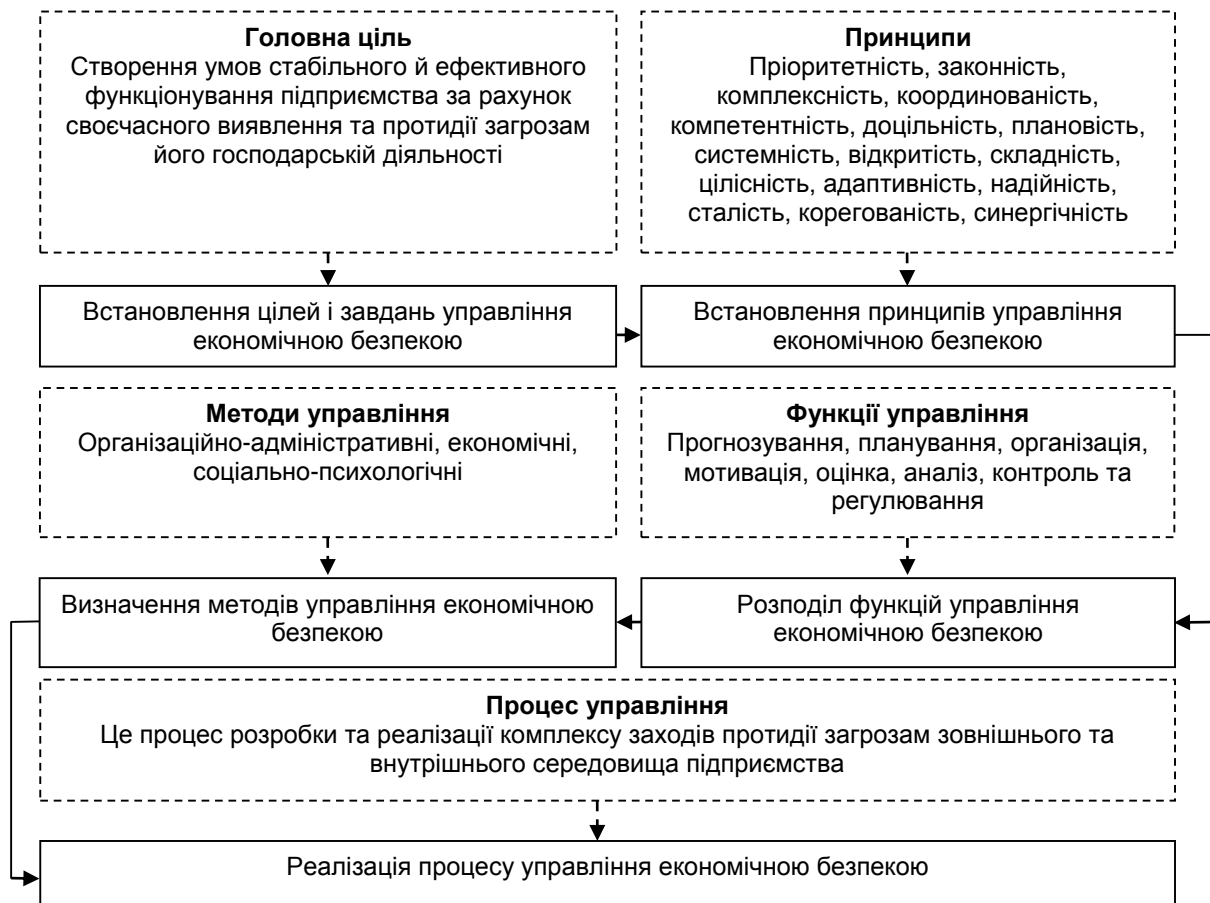 Головна ціль
Створення умов стабільного й ефективного
функціонування підприємства за рахунок
своєчасного виявлення та протидії загрозам
його господарській діяльності
Принципи
Пріоритетність, законність,
комплексність, координованість,
компетентність, доцільність, плановість,
системність, відкритість, складність,
цілісність, адаптивність, надійність,
сталість, корегованість, синергічність
Встановлення цілей і завдань управління
економічною безпекою
Встановлення принципів управління
економічною безпекою
Методи управління
Організаційно-адміністративні, економічні,
соціально-психологічні
Функції управління
Прогнозування, планування, організація,
мотивація, оцінка, аналіз, контроль та
регулювання
Визначення методів управління економічною
безпекою
Розподіл функцій управління
економічною безпекою
Процес управління
Це процес розробки та реалізації комплексу заходів протидії загрозам зовнішнього та
внутрішнього середовища підприємства
Реалізація процесу управління економічною безпекою